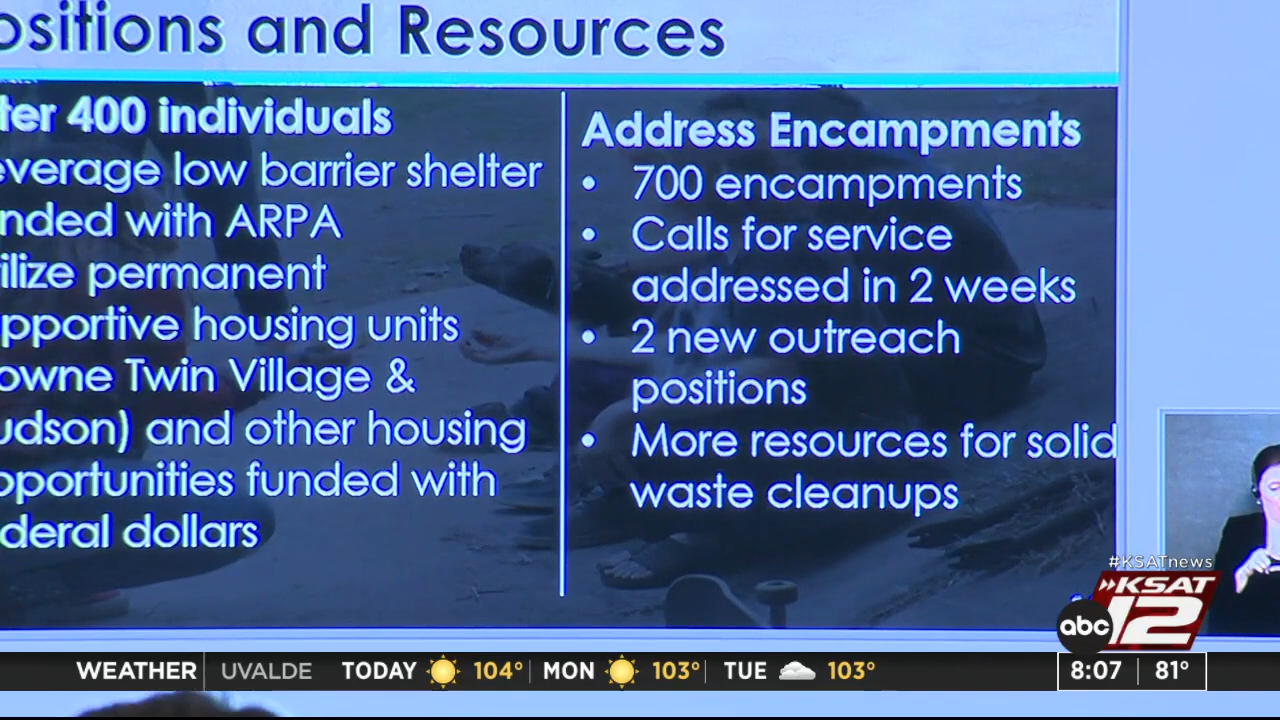 ositions and Resources
ter 400 individuals
everage low barrier shelter
nded with ARPA
ilize permanent
pportive housing units
owne Twin Village &
udson) and other housing
pportunities funded with
deral dollars
Address Encampments
• 700 encampments
• Calls for service
addressed in 2 weeks
• 2 new outreach
positions
• More resources for solid
waste cleanups
#KSATnews
KSAT
abc 12
WEATHER UVALDE TODAY 104° MON 103° TUE 103° 8:07 81°